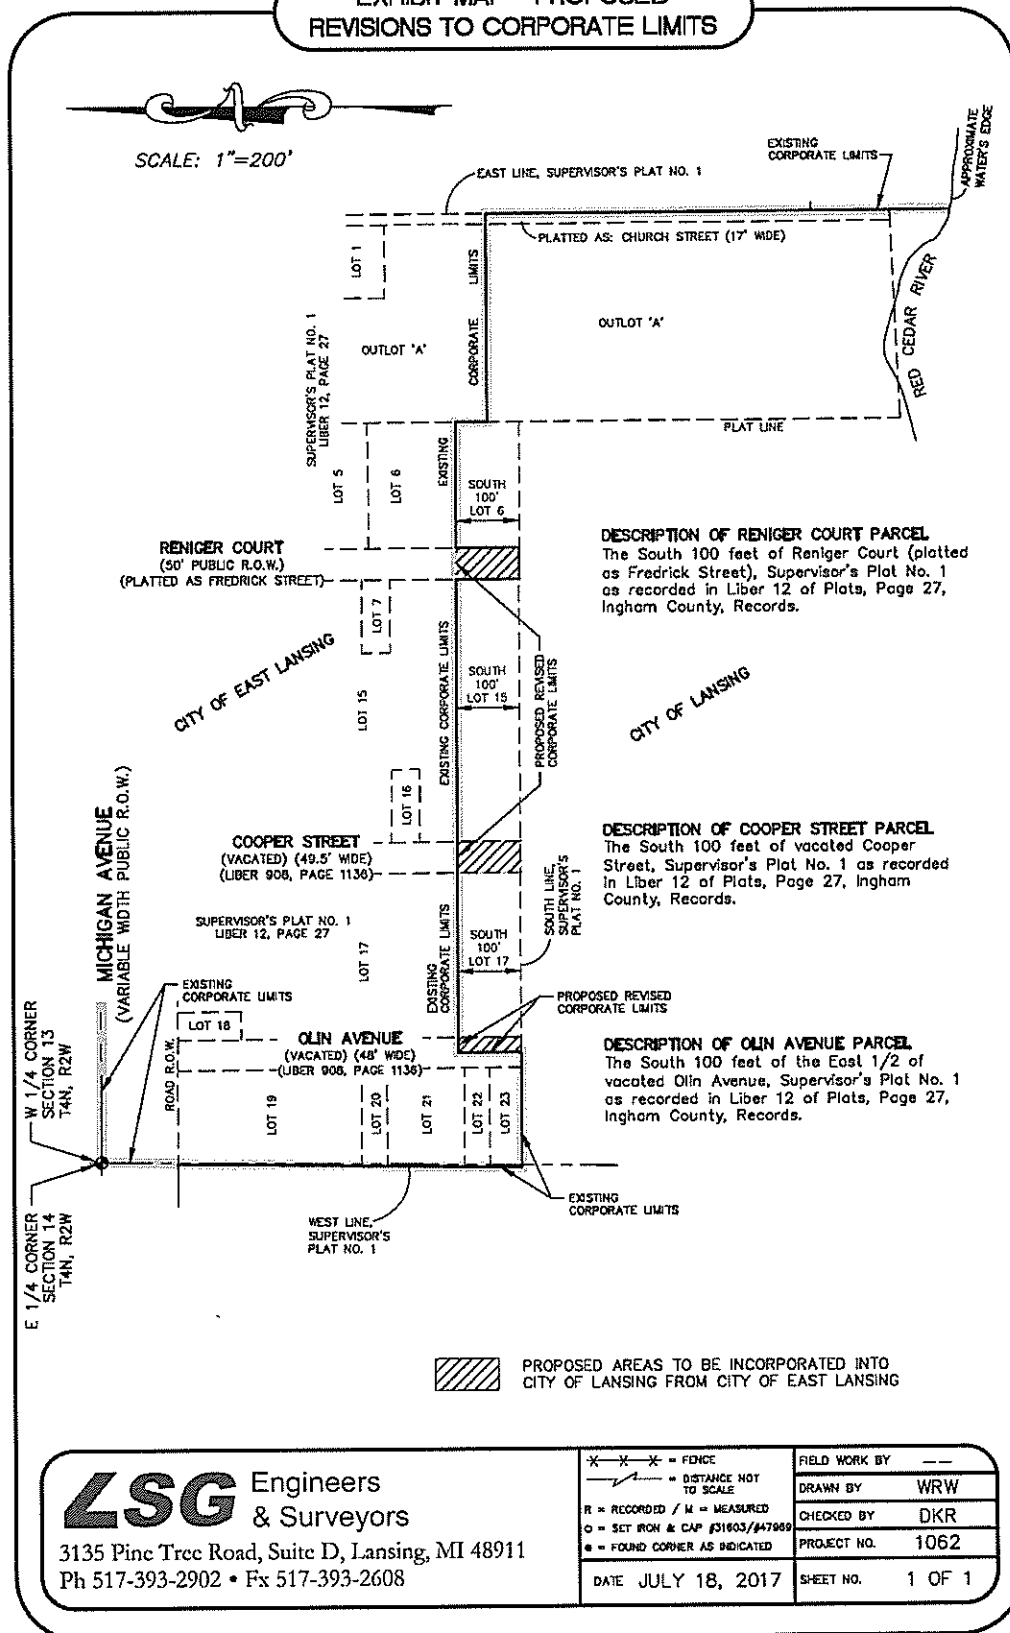 REVISIONS TO CORPORATE LIMITS
SCALE: 1"=200'
EXISTING
CORPORATE LIMITS
APPROXIMATE
WATER'S EDGE
EAST LINE, SUPERVISOR'S PLAT NO. 1
PLATTED AS: CHURCH STREET (17' WIDE)
LOT 1
OUTLOT 'A'
OUTLOT 'A'
EXISTING CORPORATE LIMITS
RED CEDAR RIVER
SUPERVISOR'S PLAT NO. 1
LIBER 12, PAGE 27
PLAT LINE
LOT 5
LOT 6
SOUTH
100'
LOT 6
RENIGER COURT
(50' PUBLIC R.O.W.)
(PLATTED AS FREDRICK STREET)
DESCRIPTION OF RENIGER COURT PARCEL
The South 100 feet of Reniger Court (platted
as Fredrick Street), Supervisor's Plat No. 1
as recorded in Liber 12 of Plats, Page 27,
Ingham County, Records.
LOT 7
CITY OF EAST LANSING
LOT 15
EXISTING CORPORATE LIMITS
SOUTH
100'
LOT 15
PROPOSED REVISED
CORPORATE LIMITS
CITY OF LANSING
LOT 16
MICHIGAN AVENUE
(VARIABLE WIDTH PUBLIC R.O.W.)
COOPER STREET
(VACATED) (49.5' WIDE)
(LIBER 908, PAGE 1136)
DESCRIPTION OF COOPER STREET PARCEL
The South 100 feet of vacated Cooper
Street, Supervisor's Plat No. 1 as recorded
in Liber 12 of Plats, Page 27, Ingham
County, Records.
SOUTH LINE,
SUPERVISOR'S
PLAT NO. 1
SUPERVISOR'S PLAT NO. 1
LIBER 12, PAGE 27
LOT 17
EXISTING
CORPORATE LIMITS
SOUTH
100'
LOT 17
EXISTING
CORPORATE LIMITS
PROPOSED REVISED
CORPORATE LIMITS
LOT 18
OLIN AVENUE
(VACATED) (48' WIDE)
(LIBER 908, PAGE 1136)
DESCRIPTION OF OLIN AVENUE PARCEL
The South 100 feet of the East 1/2 of
vacated Olin Avenue, Supervisor's Plat No. 1
as recorded in Liber 12 of Plats, Page 27,
Ingham County, Records.
W 1/4 CORNER
SECTION 13
T4N, R2W
ROAD R.O.W.
LOT 19
LOT 20
LOT 21
LOT 22
LOT 23
E 1/4 CORNER
SECTION 14
T4N, R2W
EXISTING
CORPORATE LIMITS
WEST LINE,
SUPERVISOR'S
PLAT NO. 1
PROPOSED AREAS TO BE INCORPORATED INTO
CITY OF LANSING FROM CITY OF EAST LANSING
LSG Engineers
& Surveyors
3135 Pine Tree Road, Suite D, Lansing, MI 48911
Ph 517-393-2902 • Fx 517-393-2608
X X X = FENCE
= DISTANCE NOT
TO SCALE
R = RECORDED / M = MEASURED
O = SET IRON & CAP #31603/#47969
● = FOUND CORNER AS INDICATED
DATE JULY 18, 2017
FIELD WORK BY ---
DRAWN BY WRW
CHECKED BY DKR
PROJECT NO. 1062
SHEET NO. 1 OF 1